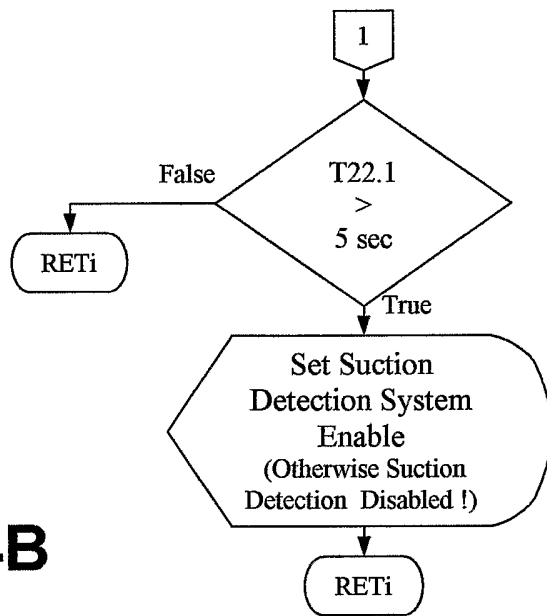 1
T22.1
>
5 sec
False
RETi
True
Set Suction
Detection System
Enable
(Otherwise Suction
Detection Disabled !)
RETi
B